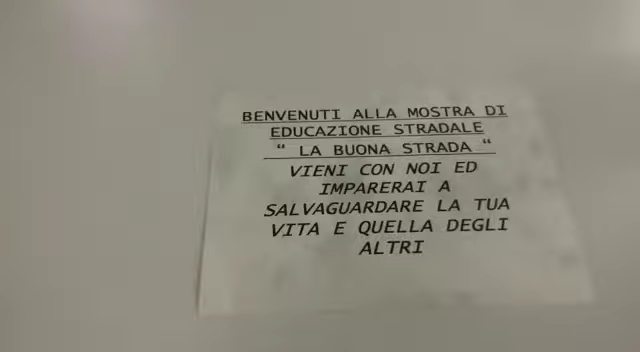 BENVENUTI ALLA MOSTRA DI
EDUCAZIONE STRADALE
“ LA BUONA STRADA “
VIENI CON NOI ED
IMPARERAI A
SALVAGUARDARE LA TUA
VITA E QUELLA DEGLI
ALTRI